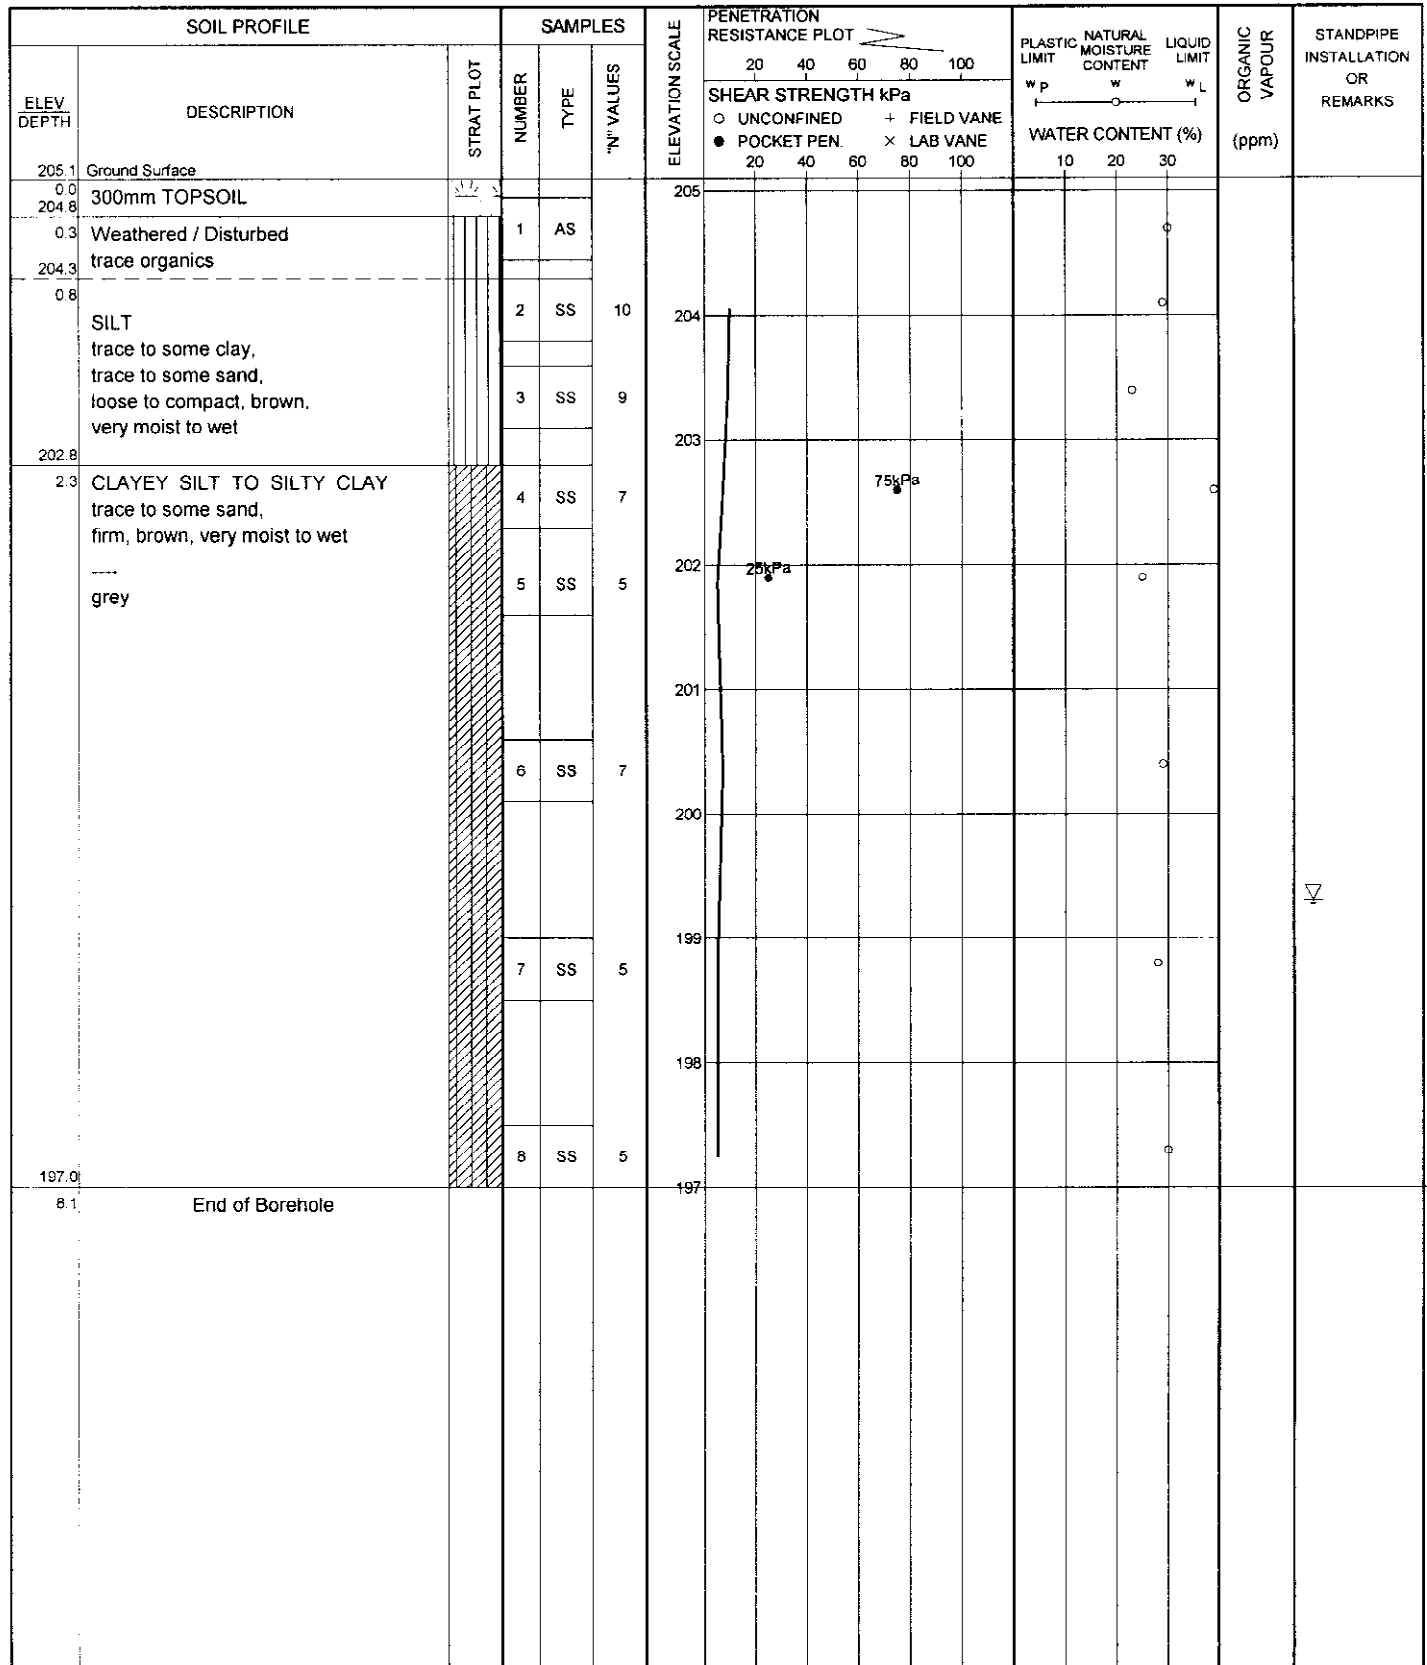 SOIL PROFILE
SAMPLES
ELEVATION SCALE
PENETRATION
RESISTANCE PLOT
20 40 60 80 100
SHEAR STRENGTH kPa
○ UNCONFINED + FIELD VANE
● POCKET PEN. × LAB VANE
20 40 60 80 100
PLASTIC LIMIT
NATURAL MOISTURE CONTENT
LIQUID LIMIT
W P
W
W L
WATER CONTENT (%)
10 20 30
ORGANIC VAPOUR
(ppm)
STANDPIPE
INSTALLATION
OR
REMARKS
ELEV
DEPTH
DESCRIPTION
STRAT PLOT
NUMBER
TYPE
"N" VALUES
205.1 Ground Surface
0.0
300mm TOPSOIL
204.8
0.3 Weathered / Disturbed
trace organics
204.3
0.8
SILT
trace to some clay,
trace to some sand,
loose to compact, brown,
very moist to wet
202.8
2.3 CLAYEY SILT TO SILTY CLAY
trace to some sand,
firm, brown, very moist to wet
----
grey
197.0
8.1 End of Borehole
1 AS
2 SS 10
3 SS 9
4 SS 7
5 SS 5
6 SS 7
7 SS 5
8 SS 5
205
204
203
202
201
200
199
198
197
75kPa
25kPa